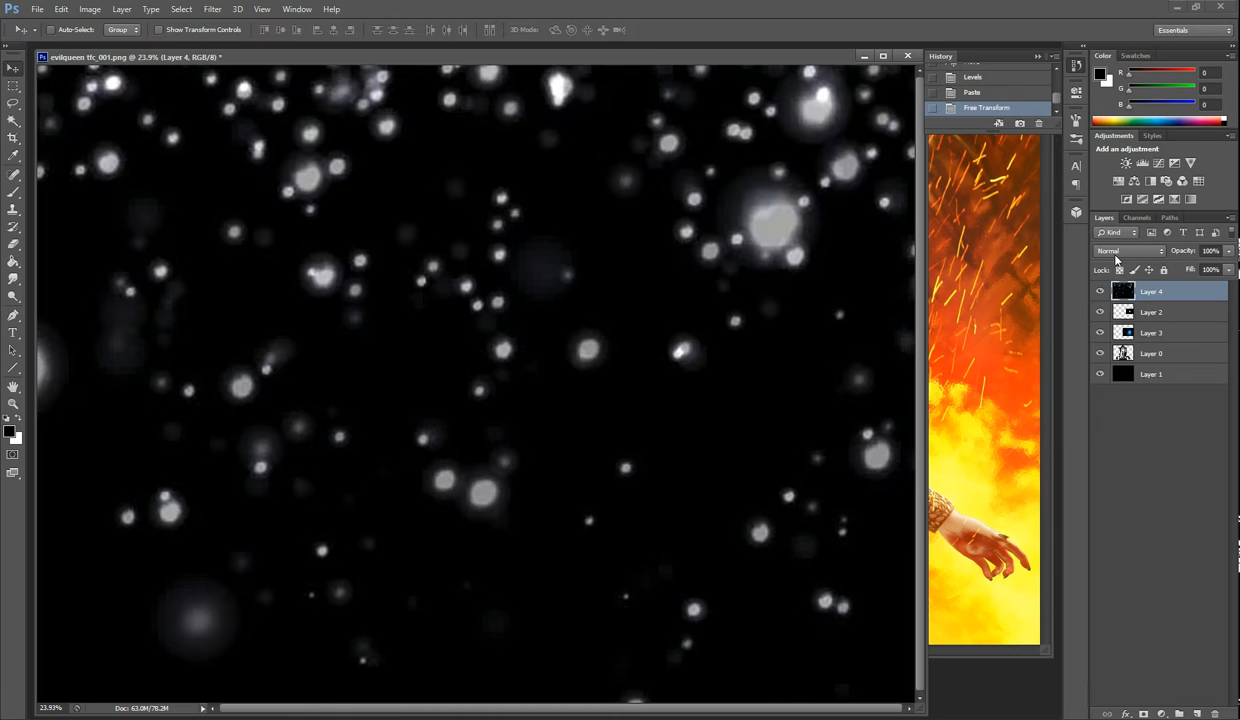 Ps File Edit Image Layer Type Select Filter 3D View Window Help
Auto-Select: Group Show Transform Controls 3D Mode: Essentials
Ps evilqueen tfc_001.png @ 23.9% (Layer 4, RGB/8) *
History
Levels
Paste
Free Transform
Color Swatches
R 0
G 0
B 0
Adjustments Styles
Add an adjustment
Layers Channels Paths
Kind
Normal Opacity: 100%
Lock: Fill: 100%
Layer 4
Layer 2
Layer 3
Layer 0
Layer 1
23.93% Doc: 63.0M/78.2M